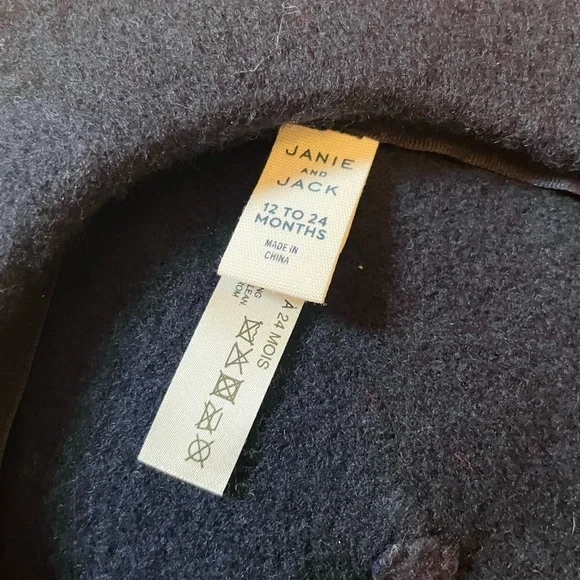 JANIE
AND
JACK
12 TO 24
MONTHS
MADE IN
CHINA
À 24 MOIS